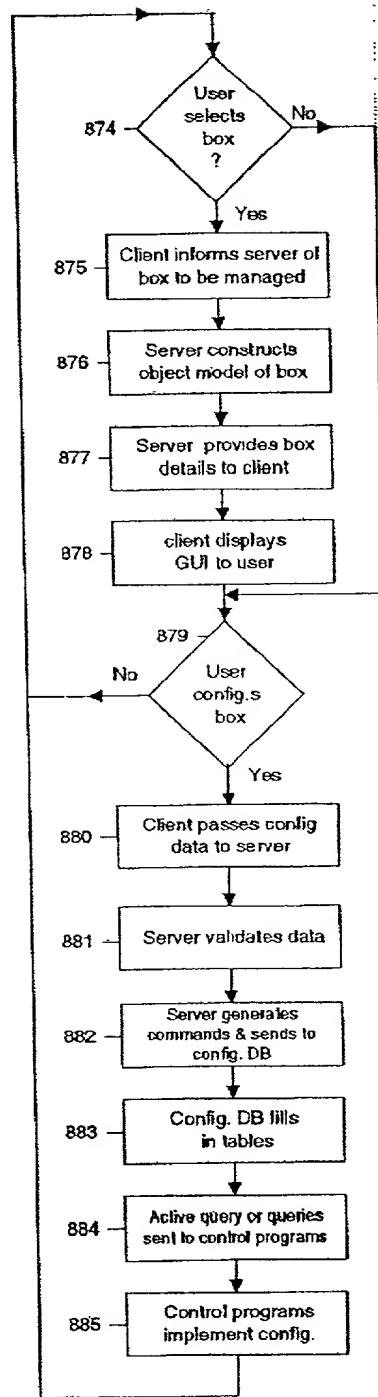 User
selects
box
?
874
No
Yes
875
Client informs server of
box to be managed
876
Server constructs
object model of box
877
Server provides box
details to client
878
client displays
GUI to user
879
User
config.s
box
No
Yes
880
Client passes config
data to server
881
Server validates data
882
Server generates
commands & sends to
config. DB
883
Config. DB fills
in tables
884
Active query or queries
sent to control programs
885
Control programs
implement config.